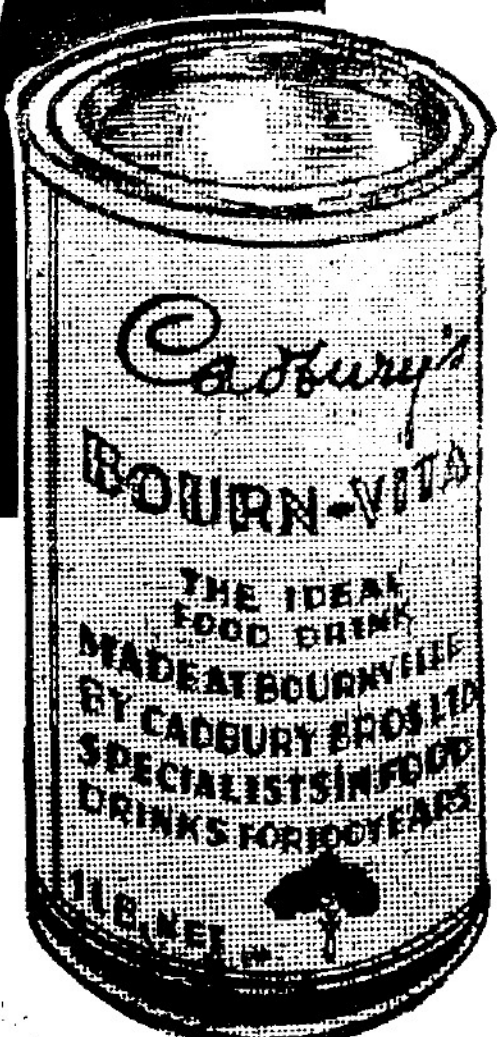 Cadbury's
BOURN-VITA
THE IDEAL
FOOD DRINK
MADE AT BOURNVILLE
BY CADBURY BROS LTD
SPECIALISTS IN FOOD
DRINKS FOR 100 YEARS
1 LB. NET